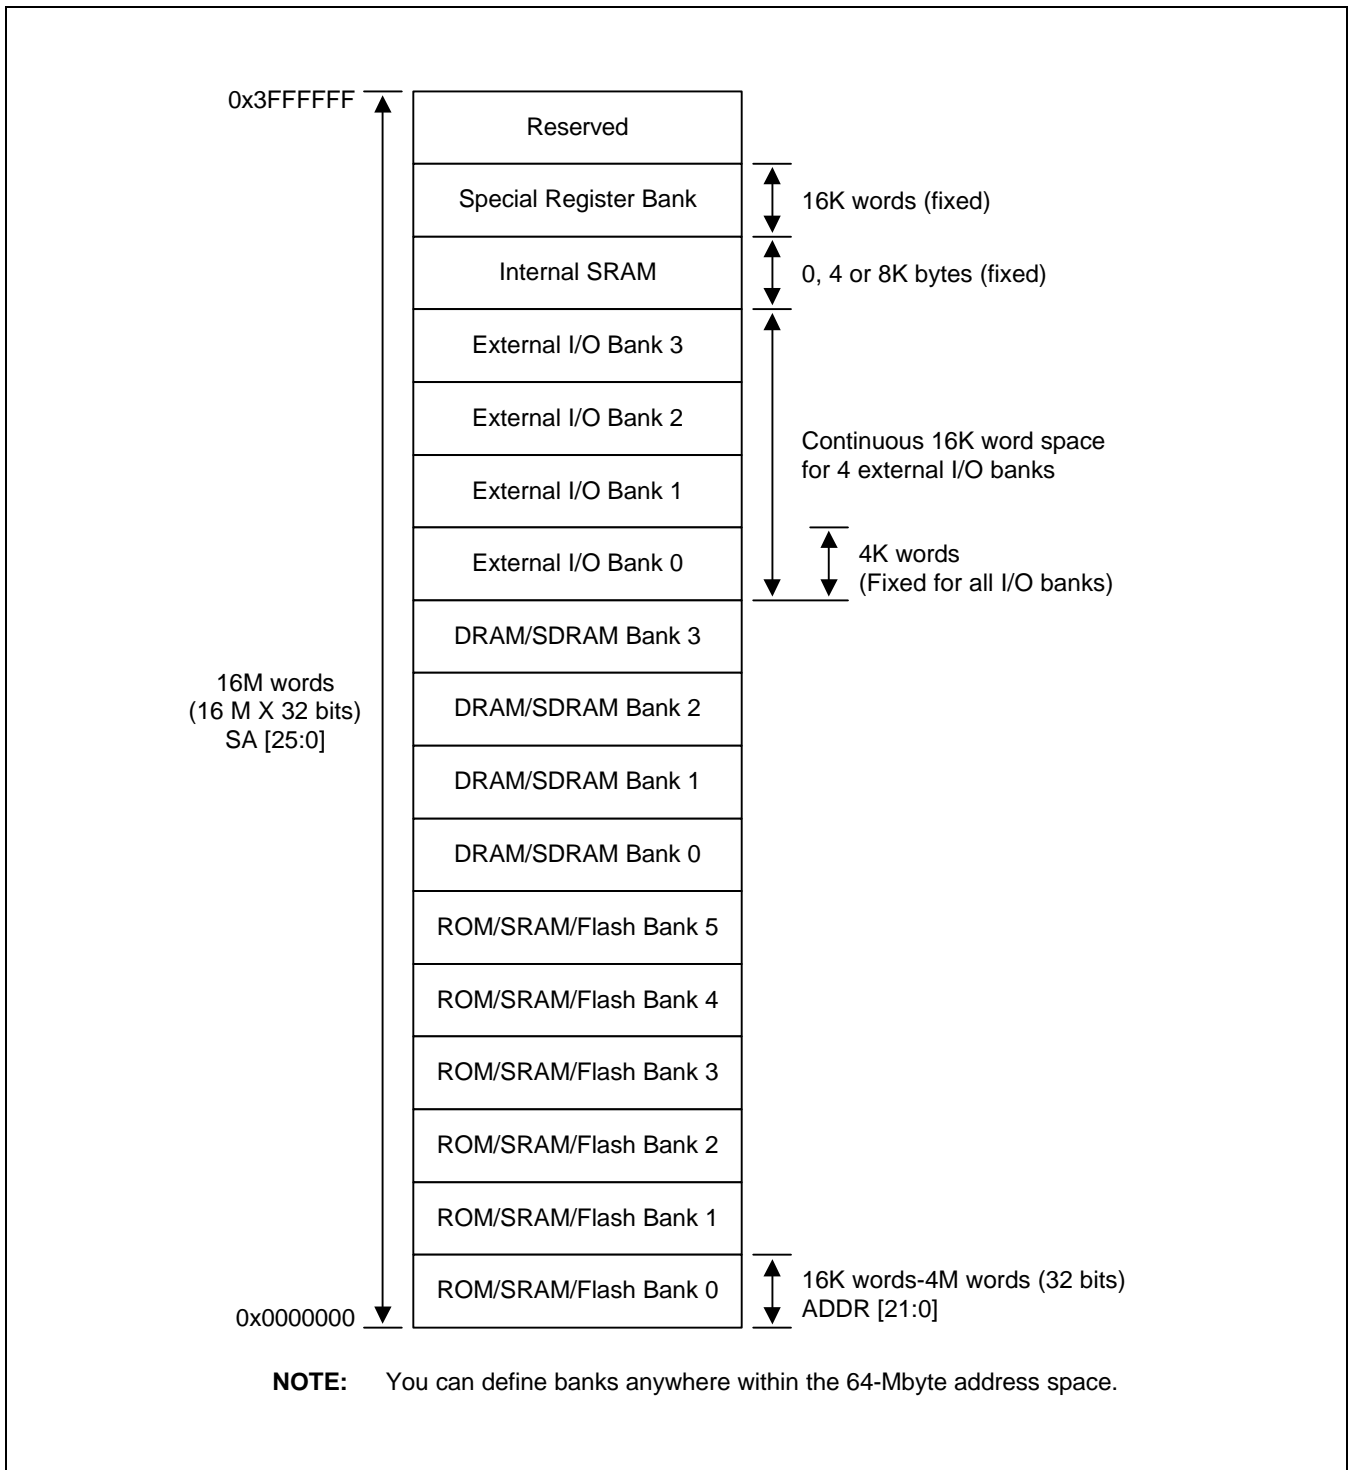 0x3FFFFFF
Reserved
Special Register Bank
16K words (fixed)
Internal SRAM
0, 4 or 8K bytes (fixed)
External I/O Bank 3
External I/O Bank 2
Continuous 16K word space
for 4 external I/O banks
External I/O Bank 1
External I/O Bank 0
4K words
(Fixed for all I/O banks)
DRAM/SDRAM Bank 3
16M words
(16 M X 32 bits)
SA [25:0]
DRAM/SDRAM Bank 2
DRAM/SDRAM Bank 1
DRAM/SDRAM Bank 0
ROM/SRAM/Flash Bank 5
ROM/SRAM/Flash Bank 4
ROM/SRAM/Flash Bank 3
ROM/SRAM/Flash Bank 2
ROM/SRAM/Flash Bank 1
ROM/SRAM/Flash Bank 0
16K words-4M words (32 bits)
ADDR [21:0]
0x0000000
NOTE: You can define banks anywhere within the 64-Mbyte address space.